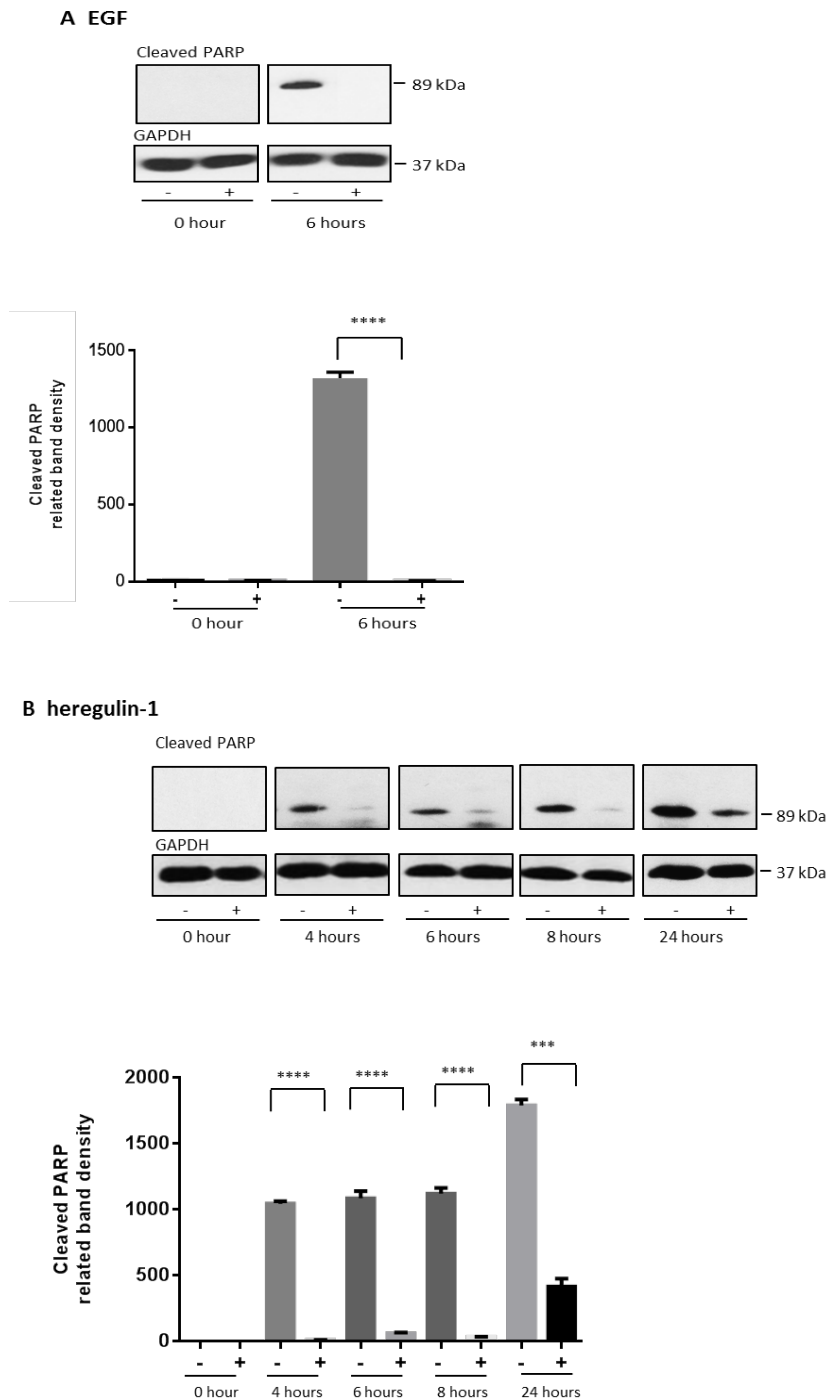 A EGF
Cleaved PARP
89 kDa
GAPDH
37 kDa
- + - +
0 hour 6 hours
****
1500
1000
500
0
Cleaved PARP
related band density
- + - +
0 hour 6 hours
B heregulin-1
Cleaved PARP
89 kDa
GAPDH
37 kDa
- + - + - + - + - +
0 hour 4 hours 6 hours 8 hours 24 hours
**** **** **** ***
2000
1500
1000
500
0
Cleaved PARP
related band density
- + - + - + - + - +
0 hour 4 hours 6 hours 8 hours 24 hours